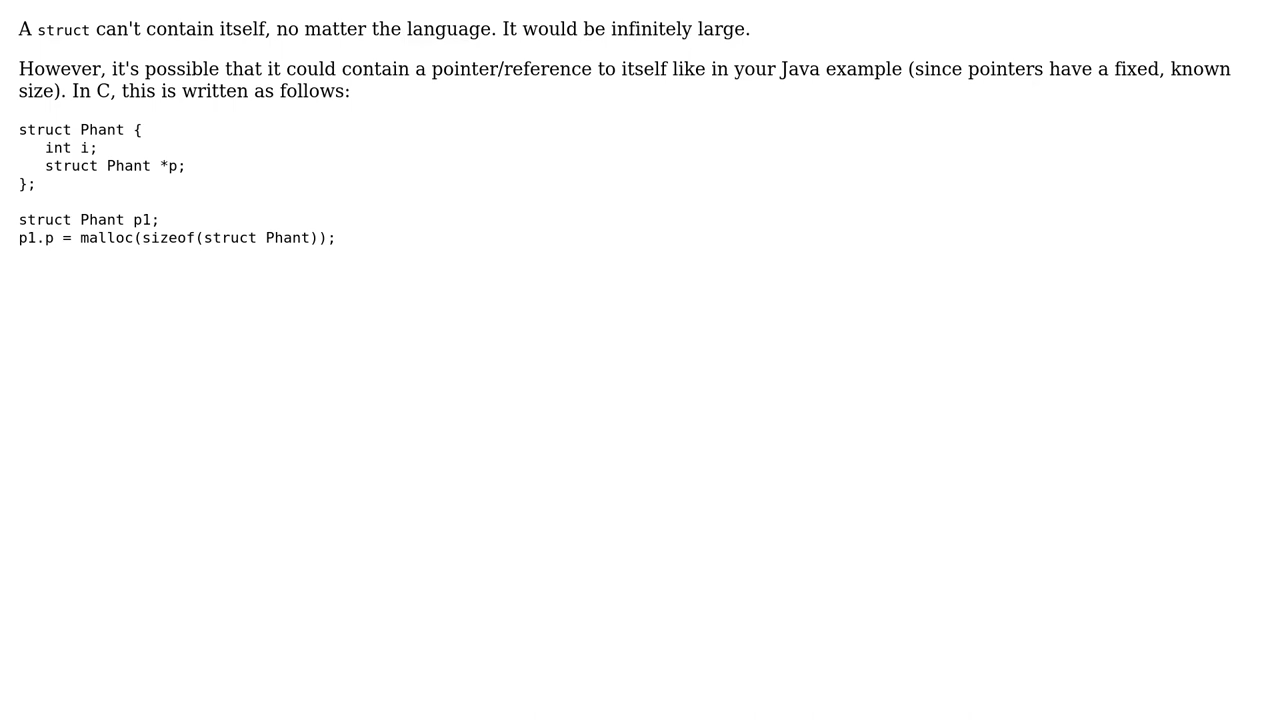 A struct can't contain itself, no matter the language. It would be infinitely large.
However, it's possible that it could contain a pointer/reference to itself like in your Java example (since pointers have a fixed, known
size). In C, this is written as follows:
struct Phant {
   int i;
   struct Phant *p;
};

struct Phant p1;
p1.p = malloc(sizeof(struct Phant));